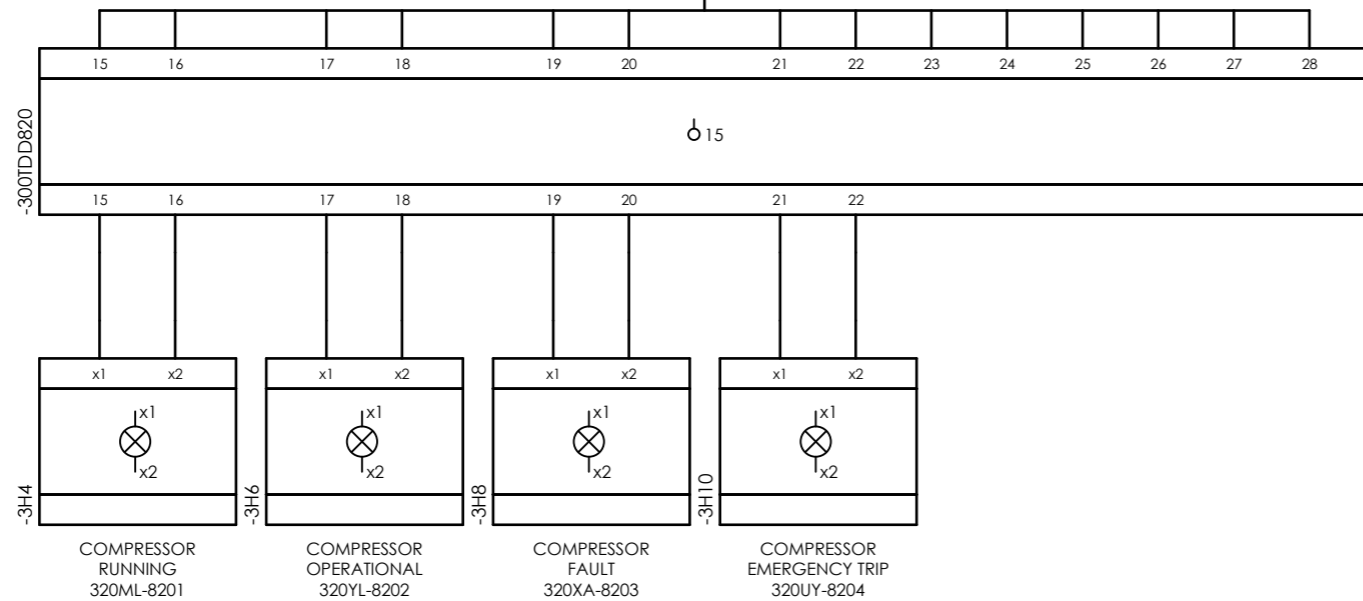 15 16 17 18 19 20 21 22 23 24 25 26 27 28
-300TDD820
15
15 16 17 18 19 20 21 22
x1 x2 x1 x2 x1 x2 x1 x2
x1 x1 x1 x1
x2 x2 x2 x2
-3H4 -3H6 -3H8 -3H10
COMPRESSOR
RUNNING
320ML-8201
COMPRESSOR
OPERATIONAL
320YL-8202
COMPRESSOR
FAULT
320XA-8203
COMPRESSOR
EMERGENCY TRIP
320UY-8204